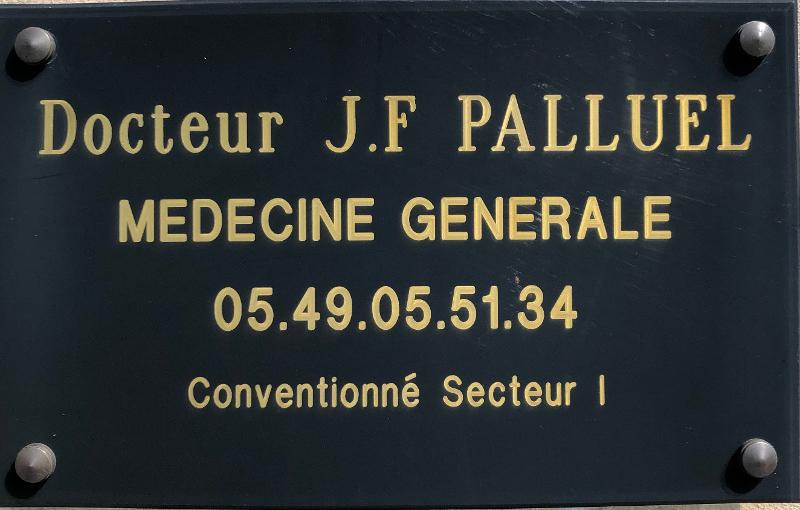 Docteur J.F PALLUEL
MEDECINE GENERALE
05.49.05.51.34
Conventionné Secteur I